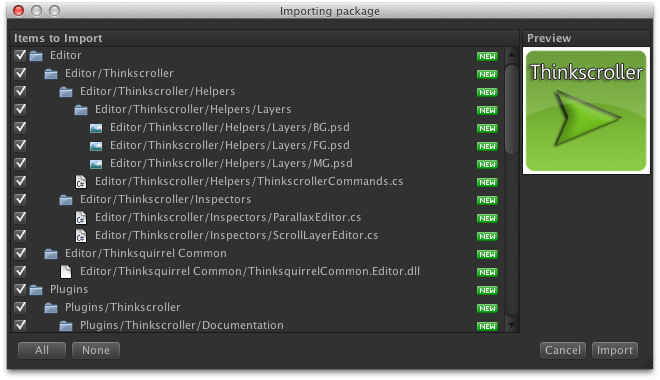 Importing package
Items to Import
Preview
Editor NEW
Editor/Thinkscroller NEW
Editor/Thinkscroller/Helpers NEW
Editor/Thinkscroller/Helpers/Layers NEW
Editor/Thinkscroller/Helpers/Layers/BG.psd NEW
Editor/Thinkscroller/Helpers/Layers/FG.psd NEW
Editor/Thinkscroller/Helpers/Layers/MG.psd NEW
C# Editor/Thinkscroller/Helpers/ThinkscrollerCommands.cs NEW
Editor/Thinkscroller/Inspectors NEW
C# Editor/Thinkscroller/Inspectors/ParallaxEditor.cs NEW
C# Editor/Thinkscroller/Inspectors/ScrollLayerEditor.cs NEW
Editor/Thinksquirrel Common NEW
Editor/Thinksquirrel Common/ThinksquirrelCommon.Editor.dll NEW
Plugins NEW
Plugins/Thinkscroller NEW
Plugins/Thinkscroller/Documentation NEW
Thinkscroller
All None Cancel Import